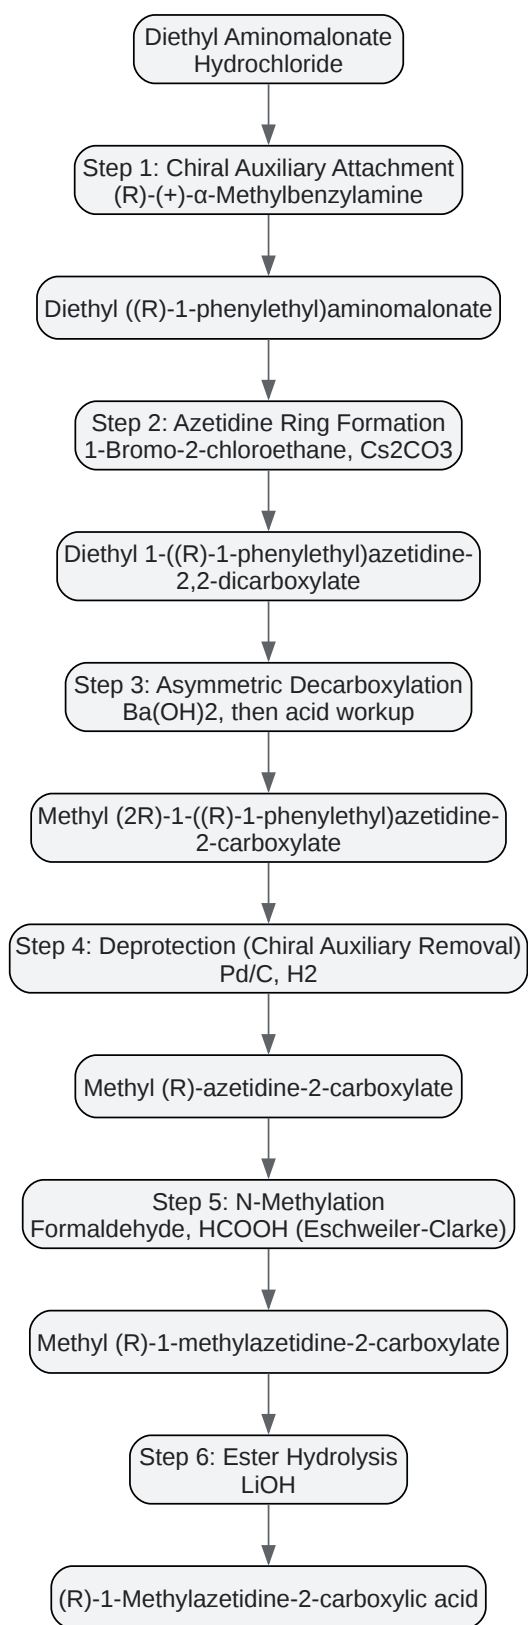 Diethyl Aminomalonate
Hydrochloride
Step 1: Chiral Auxiliary Attachment
(R)-(+)-α-Methylbenzylamine
Diethyl ((R)-1-phenylethyl)aminomalonate
Step 2: Azetidine Ring Formation
1-Bromo-2-chloroethane, Cs2CO3
Diethyl 1-((R)-1-phenylethyl)azetidine-
2,2-dicarboxylate
Step 3: Asymmetric Decarboxylation
Ba(OH)2, then acid workup
Methyl (2R)-1-((R)-1-phenylethyl)azetidine-
2-carboxylate
Step 4: Deprotection (Chiral Auxiliary Removal)
Pd/C, H2
Methyl (R)-azetidine-2-carboxylate
Step 5: N-Methylation
Formaldehyde, HCOOH (Eschweiler-Clarke)
Methyl (R)-1-methylazetidine-2-carboxylate
Step 6: Ester Hydrolysis
LiOH
(R)-1-Methylazetidine-2-carboxylic acid